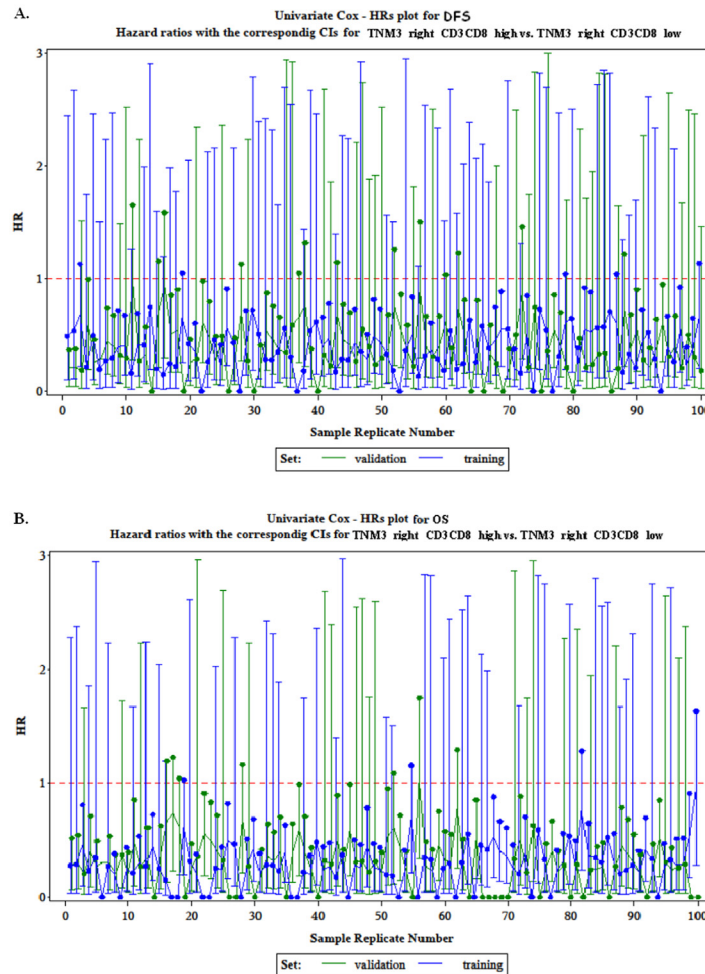 A.
Univariate Cox - HRs plot for DFS
Hazard ratios with the correspondig CIs for TNM3 right CD3CD8 high vs. TNM3 right CD3CD8 low
3
2
1
0
HR
0 10 20 30 40 50 60 70 80 90 100
Sample Replicate Number
Set: validation training
B.
Univariate Cox - HRs plot for OS
Hazard ratios with the correspondig CIs for TNM3 right CD3CD8 high vs. TNM3 right CD3CD8 low
3
2
1
0
HR
0 10 20 30 40 50 60 70 80 90 100
Sample Replicate Number
Set: validation training